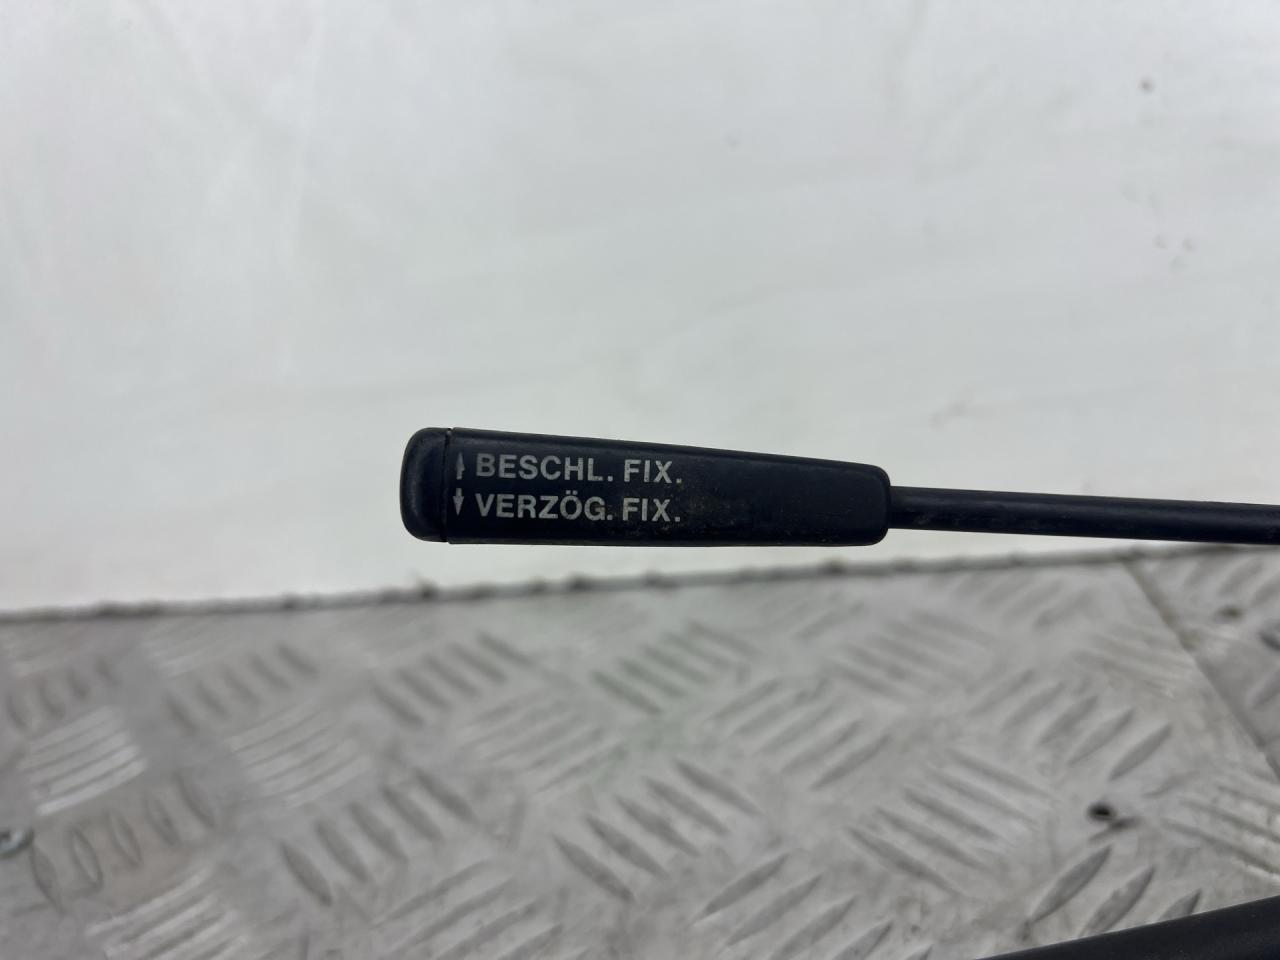 ↑ BESCHL. FIX.
↓ VERZÖG. FIX.